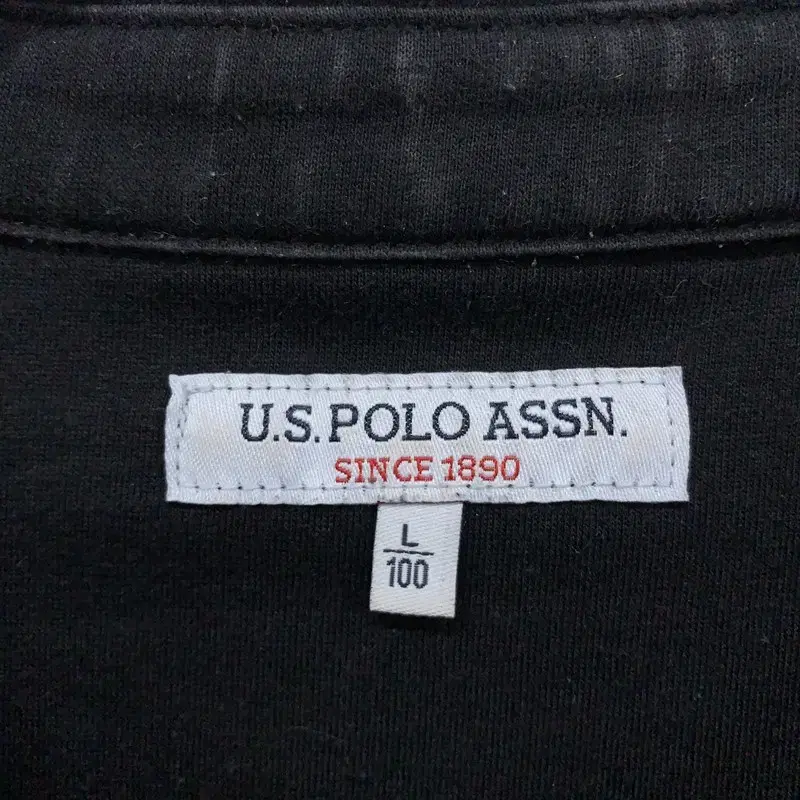 U.S. POLO ASSN.
SINCE 1890
L
100